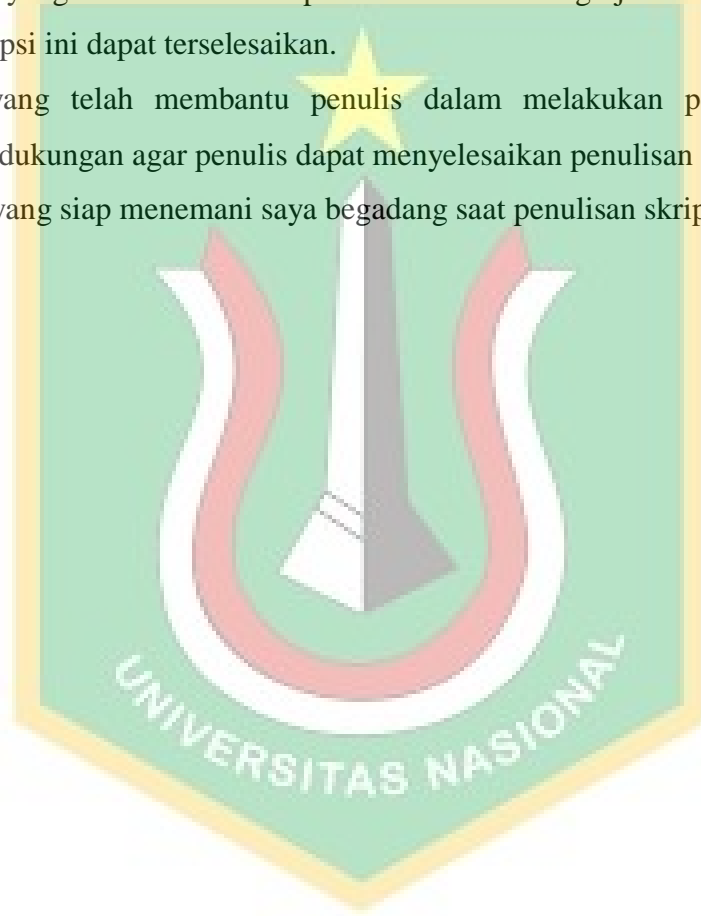 psi ini dapat terselesaikan.
yang telah membantu penulis dalam melakukan p
dukungan agar penulis dapat menyelesaikan penulisan
yang siap menemani saya begadang saat penulisan skrip
UNIVERSITAS NASIONAL